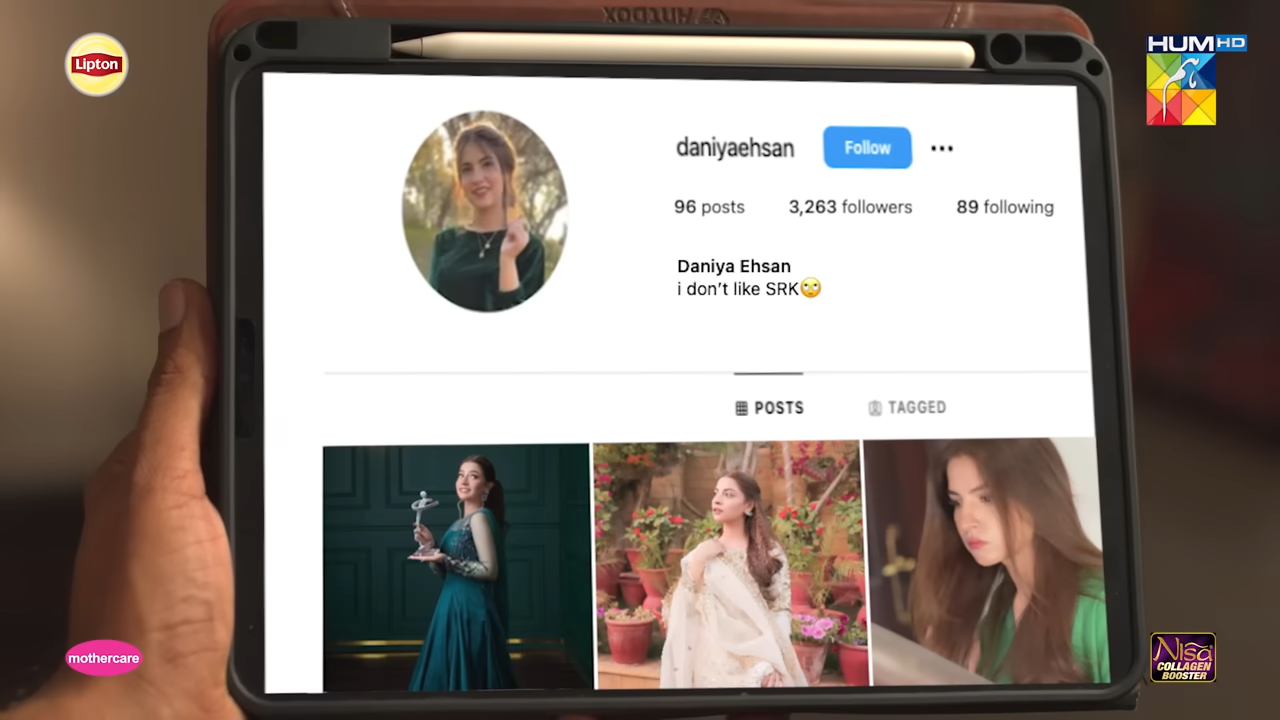 Antbox
Lipton
HUM HD
daniyaehsan
Follow
96 posts
3,263 followers
89 following
Daniya Ehsan
i don't like SRK🙄
POSTS
TAGGED
mothercare
Nisa
COLLAGEN
BOOSTER